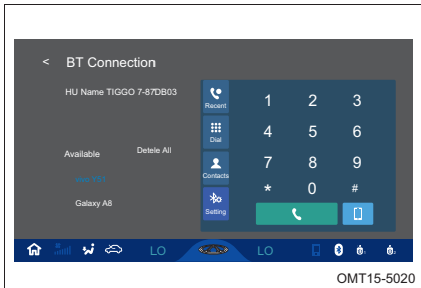 < BT Connection
HU Name TIGGO 7-87DB03
Recent
1 2 3
Dial
4 5 6
Available
Detele All
Contacts
7 8 9
Galaxy A8
Setting
* 0 #
LO
LO
OMT15-5020